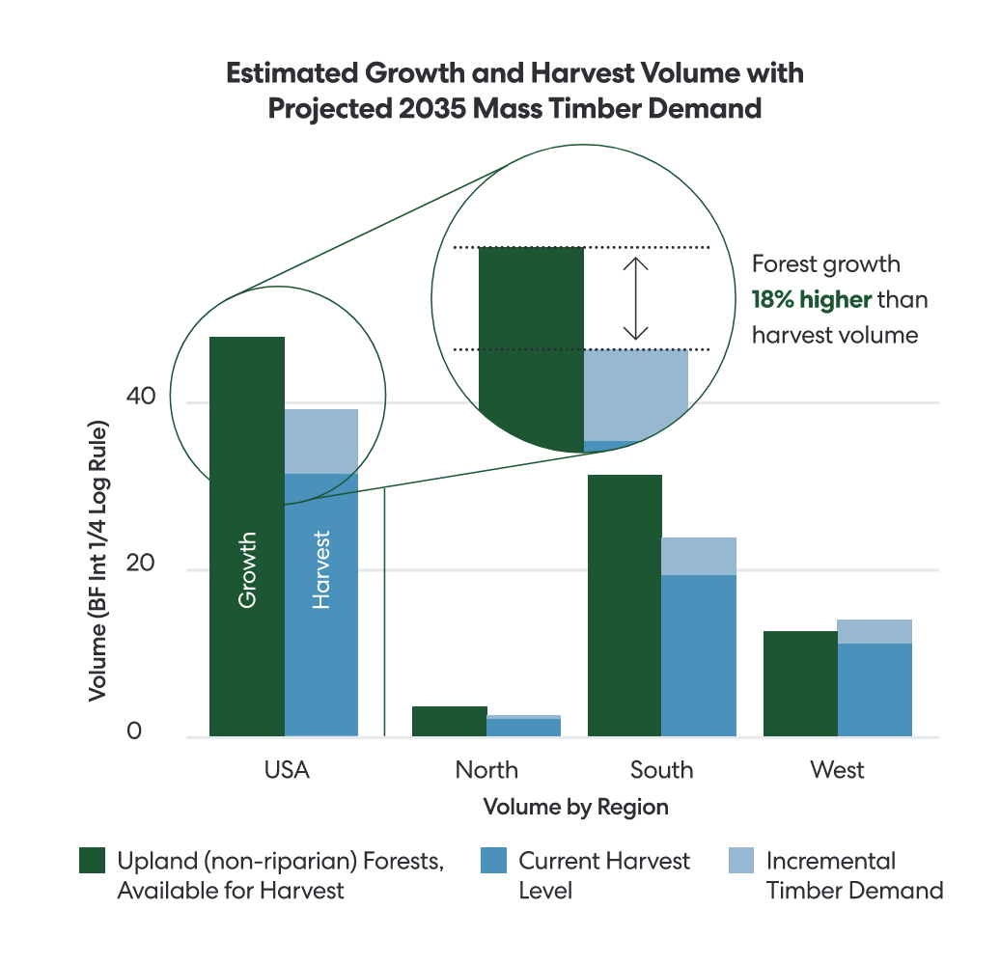 Estimated Growth and Harvest Volume with
Projected 2035 Mass Timber Demand
Forest growth
18% higher than
harvest volume
Volume (BF Int 1/4 Log Rule)
40
20
0
Growth
Harvest
USA
North
South
West
Volume by Region
Upland (non-riparian) Forests,
Available for Harvest
Current Harvest
Level
Incremental
Timber Demand